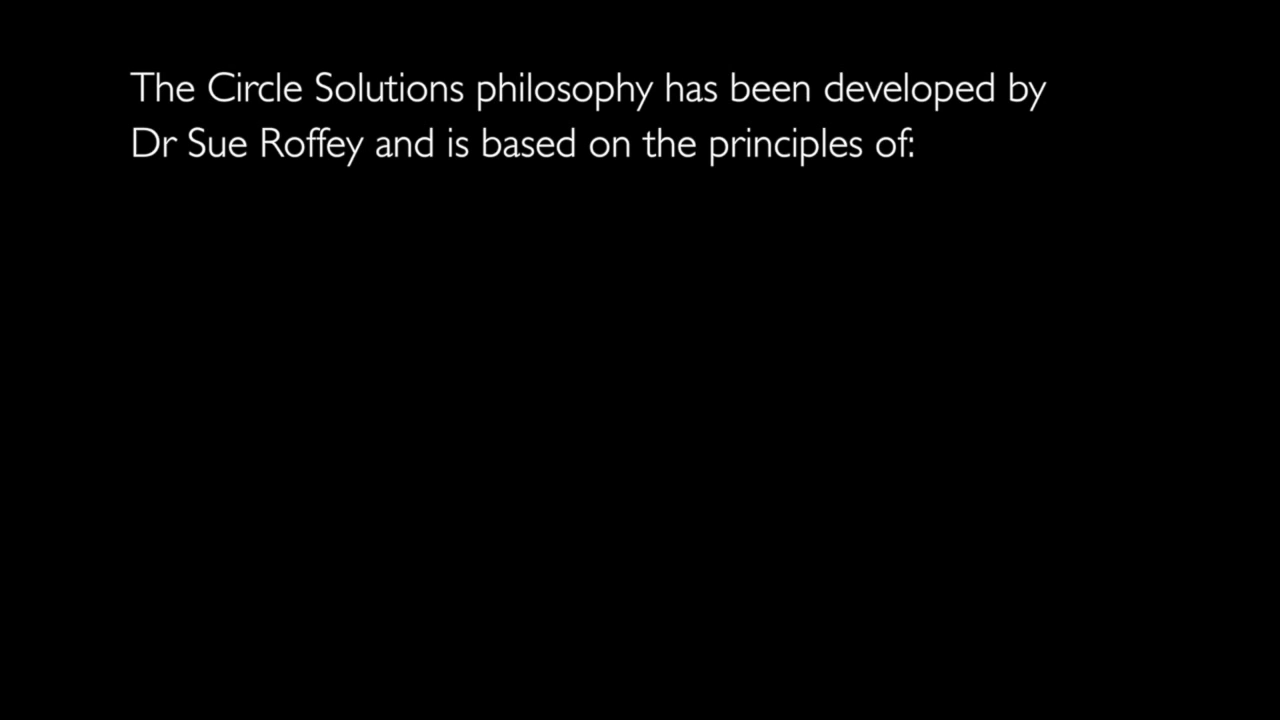 The Circle Solutions philosophy has been developed by
Dr Sue Roffey and is based on the principles of: